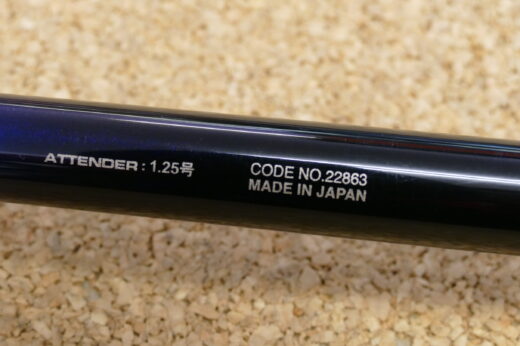 ATTENDER : 1.25号
CODE NO.22863
MADE IN JAPAN